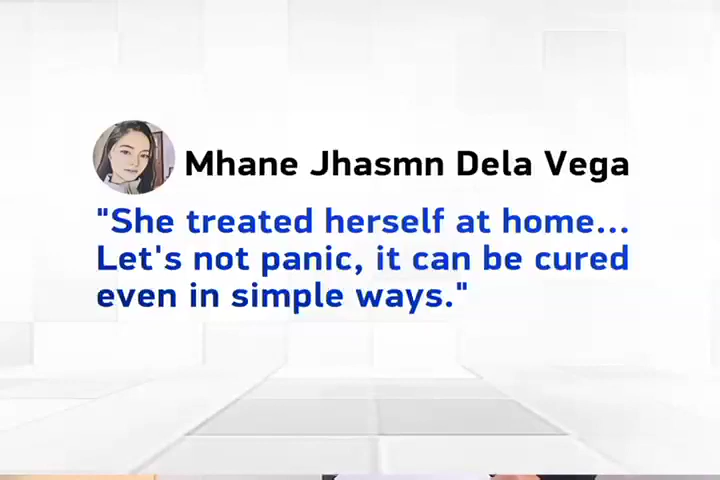 Mhane Jhasmn Dela Vega
"She treated herself at home...
Let's not panic, it can be cured
even in simple ways."